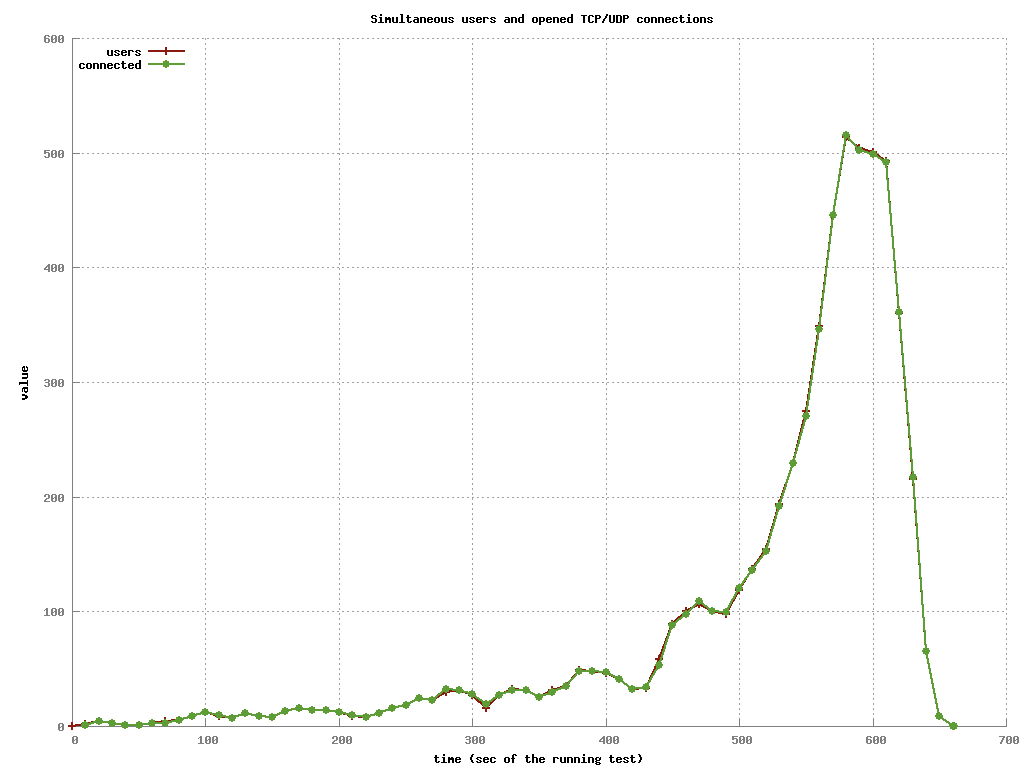 Simultaneous users and opened TCP/UDP connections
600
users
connected
500
400
300
value
200
100
0
0 100 200 300 400 500 600 700
time (sec of the running test)